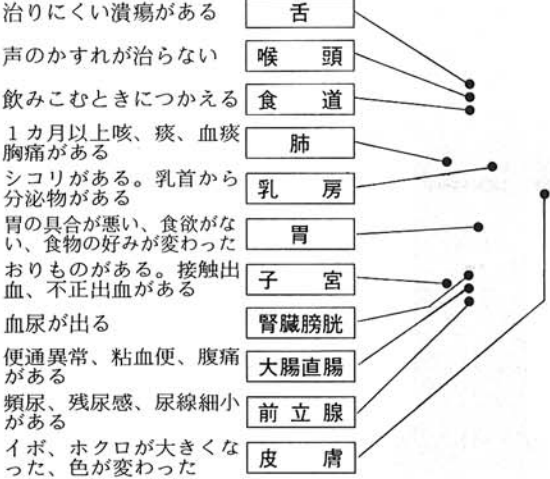 治りにくい潰瘍がある 舌
声のかすれが治らない 喉頭
飲みこむときにつかえる 食道
１カ月以上咳、痰、血痰
胸痛がある 肺
シコリがある。乳首から
分泌物がある 乳房
胃の具合が悪い、食欲がな
い、食物の好みが変わった 胃
おりものがある。接触出
血、不正出血がある 子宮
血尿が出る 腎臓膀胱
便通異常、粘血便、腹痛
がある 大腸直腸
頻尿、残尿感、尿線細小
がある 前立腺
イボ、ホクロが大きくな
った、色が変わった 皮膚